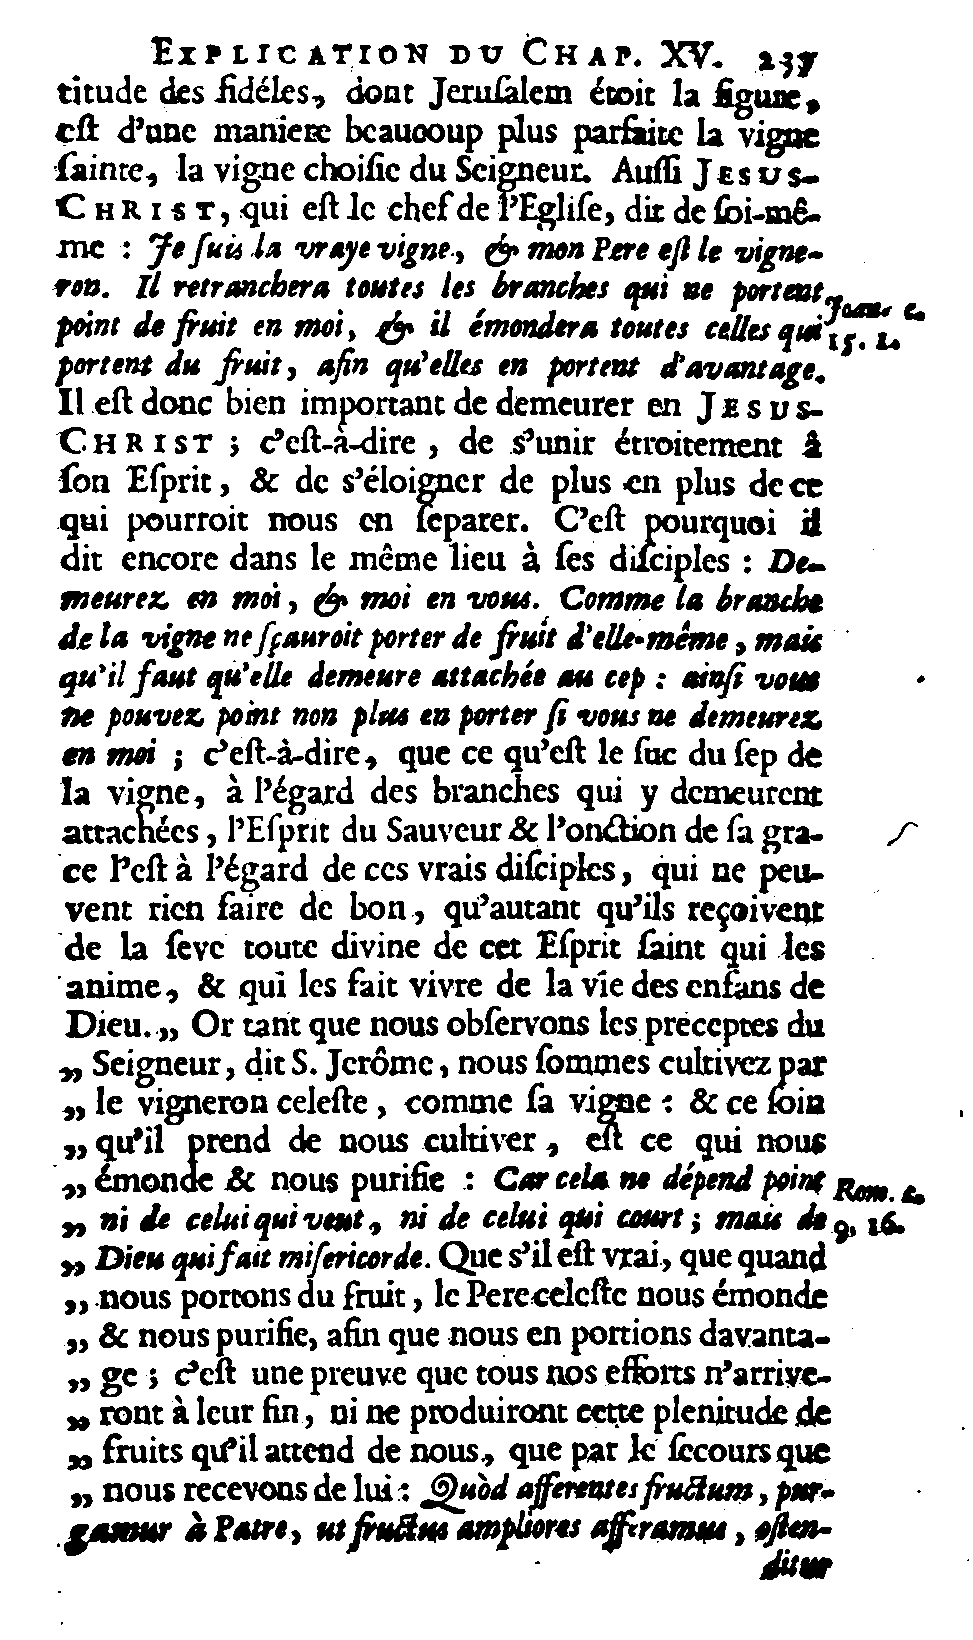 EXPLICATION DU CHAP. XV. 237
titude des fidéles, dont Jeruſalem étoit la figure,
eſt d'une maniere beaucoup plus parfaite la vigne
ſainte, la vigne choiſie du Seigneur. Auſſi JESUS-
CHRIST, qui eſt le chef de l'Egliſe, dit de ſoi-mê-
me : Je ſuis la vraye vigne, & mon Pere eſt le vigne-
ron. Il retranchera toutes les branches qui ne portent
Joan. c.
point de fruit en moi, & il émondera toutes celles qui
15. 1.
portent du fruit, afin qu'elles en portent d'avantage.
Il eſt donc bien important de demeurer en JESUS-
CHRIST ; c'eſt-à-dire, de s'unir étroitement à
ſon Eſprit, & de s'éloigner de plus en plus de ce
qui pourroit nous en ſeparer. C'eſt pourquoi il
dit encore dans le même lieu à ſes diſciples : De-
meurez en moi, & moi en vous. Comme la branche
de la vigne ne ſçauroit porter de fruit d'elle-même, mais
qu'il faut qu'elle demeure attachée au cep : ainſi vous
ne pouvez point non plus en porter ſi vous ne demeurez
en moi ; c'eſt-à-dire, que ce qu'eſt le ſuc du ſep de
la vigne, à l'égard des branches qui y demeurent
attachées, l'Eſprit du Sauveur & l'onction de ſa gra-
ce l'eſt à l'égard de ces vrais diſciples, qui ne peu-
vent rien faire de bon, qu'autant qu'ils reçoivent
de la ſeve toute divine de cet Eſprit ſaint qui les
anime, & qui les fait vivre de la vie des enfans de
Dieu. „ Or tant que nous obſervons les preceptes du
„ Seigneur, dit S. Jerôme, nous ſommes cultivez par
„ le vigneron celeſte, comme ſa vigne : & ce ſoin
„ qu'il prend de nous cultiver, eſt ce qui nous
„ émonde & nous purifie : Car cela ne dépend point
Rom. c.
„ ni de celui qui veut, ni de celui qui court ; mais de
9. 16.
„ Dieu qui fait miſericorde. Que s'il eſt vrai, que quand
„ nous portons du fruit, le Pere celeſte nous émonde
„ & nous purifie, afin que nous en portions davanta-
„ ge ; c'eſt une preuve que tous nos efforts n'arrive-
„ ront à leur fin, ni ne produiront cette plenitude de
„ fruits qu'il attend de nous, que par le ſecours que
„ nous recevons de lui : Quòd afferentes fructum, pur-
gamur à Patre, ut fructus ampliores afferamus, oſten-
ditur